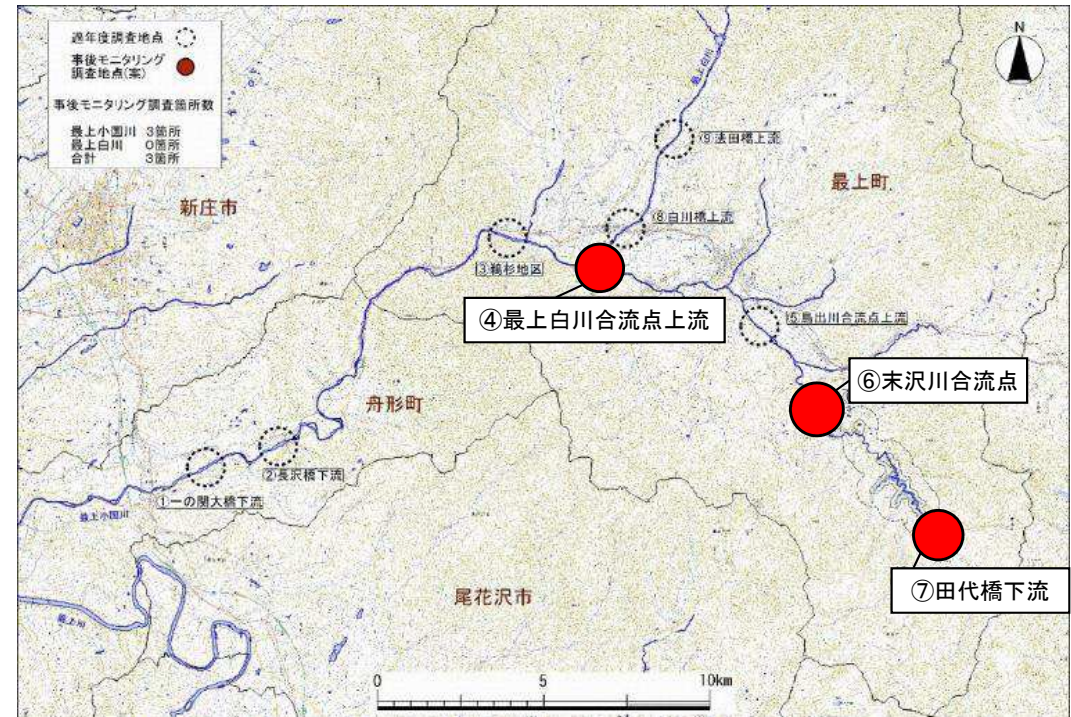 過年度調査地点
事後モニタリング
調査地点(案)
事後モニタリング調査箇所数
最上小国川 3箇所
最上白川 0箇所
合計 3箇所
N
最上白川
⑨法田橋上流
最上町
新庄市
⑧白川橋上流
③鵜杉地区
④最上白川合流点上流
⑤鳥出川合流点上流
⑥末沢川合流点
舟形町
②長沢橋下流
①一の関大橋下流
最上小国川
⑦田代橋下流
尾花沢市
最上川
0 5 10km